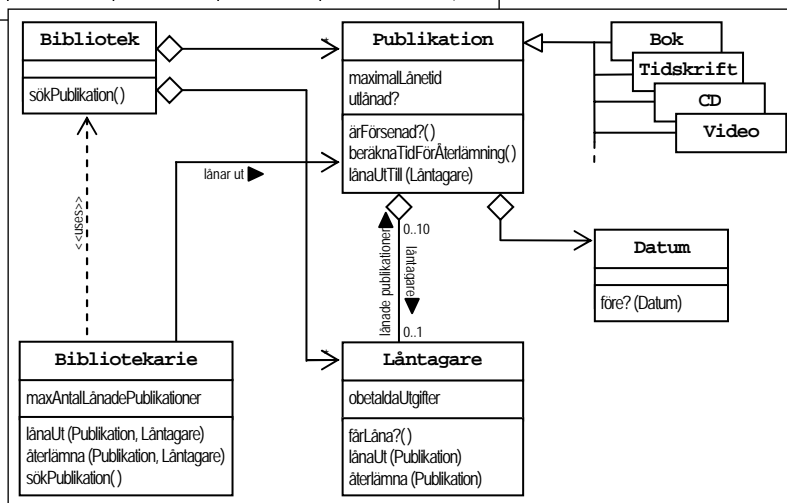 Bibliotek
sökPublikation()
Publikation
maximalLånetid
utlånad?
ärFörsenad?()
beräknaTidFörÅterlämning()
lånaUtTill (Låntagare)
Bok
Tidskrift
CD
Video
*
lånar ut
<<uses>>
lånade publikationer
0..10
låntagare
0..1
Datum
före? (Datum)
Bibliotekarie
maxAntalLånadePublikationer
lånaUt (Publikation, Låntagare)
återlämna (Publikation, Låntagare)
sökPublikation()
*
Låntagare
obetaldaUtgifter
fårLåna?()
lånaUt (Publikation)
återlämna (Publikation)